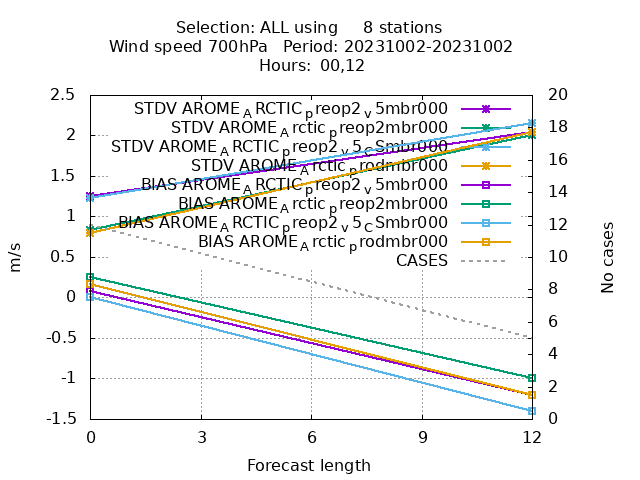 Selection: ALL using     8 stations
Wind speed 700hPa   Period: 20231002-20231002
Hours:  00,12
2.5
2
1.5
1
0.5
0
-0.5
-1
-1.5
20
18
16
14
12
10
8
6
4
2
0
0 3 6 9 12
m/s
No cases
Forecast length
STDV AROME_ARCTIC_preop2_v5mbr000
STDV AROME_Arctic_preop2mbr000
STDV AROME_ARCTIC_preop2_v5_CSmbr000
STDV AROME_Arctic_prodmbr000
BIAS AROME_ARCTIC_preop2_v5mbr000
BIAS AROME_Arctic_preop2mbr000
BIAS AROME_ARCTIC_preop2_v5_CSmbr000
BIAS AROME_Arctic_prodmbr000
CASES